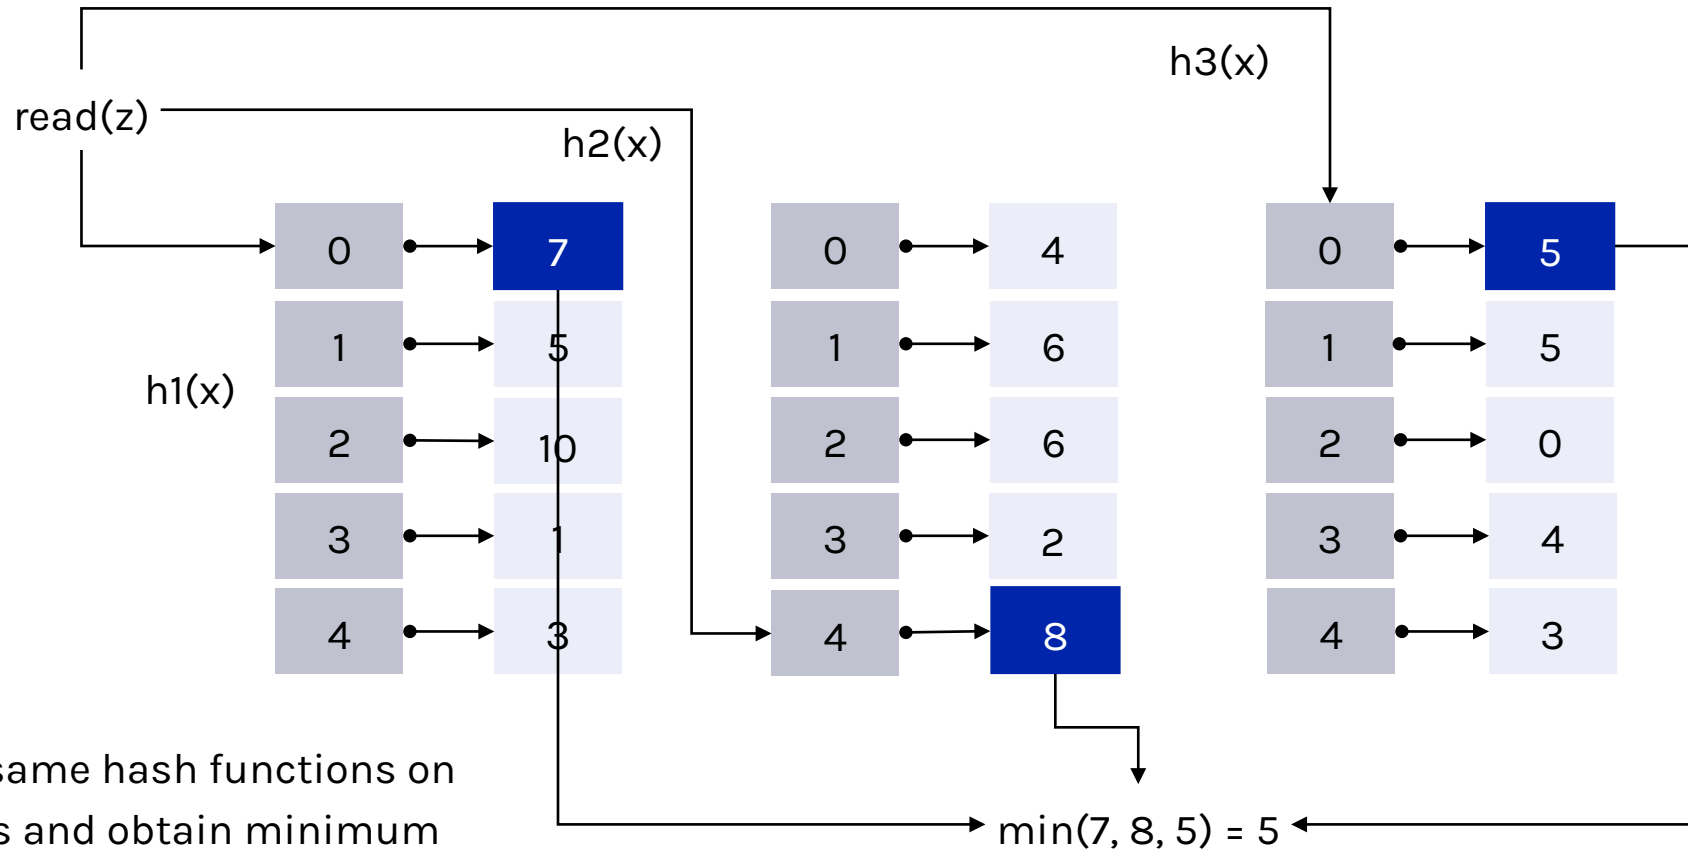 h3(x)
read(z)
h2(x)
0 7 0 4 0 5
1 5 1 6 1 5
h1(x)
2 10 2 6 2 0
3 1 3 2 3 4
4 3 4 8 4 3
same hash functions on
and obtain minimum
min(7, 8, 5) = 5